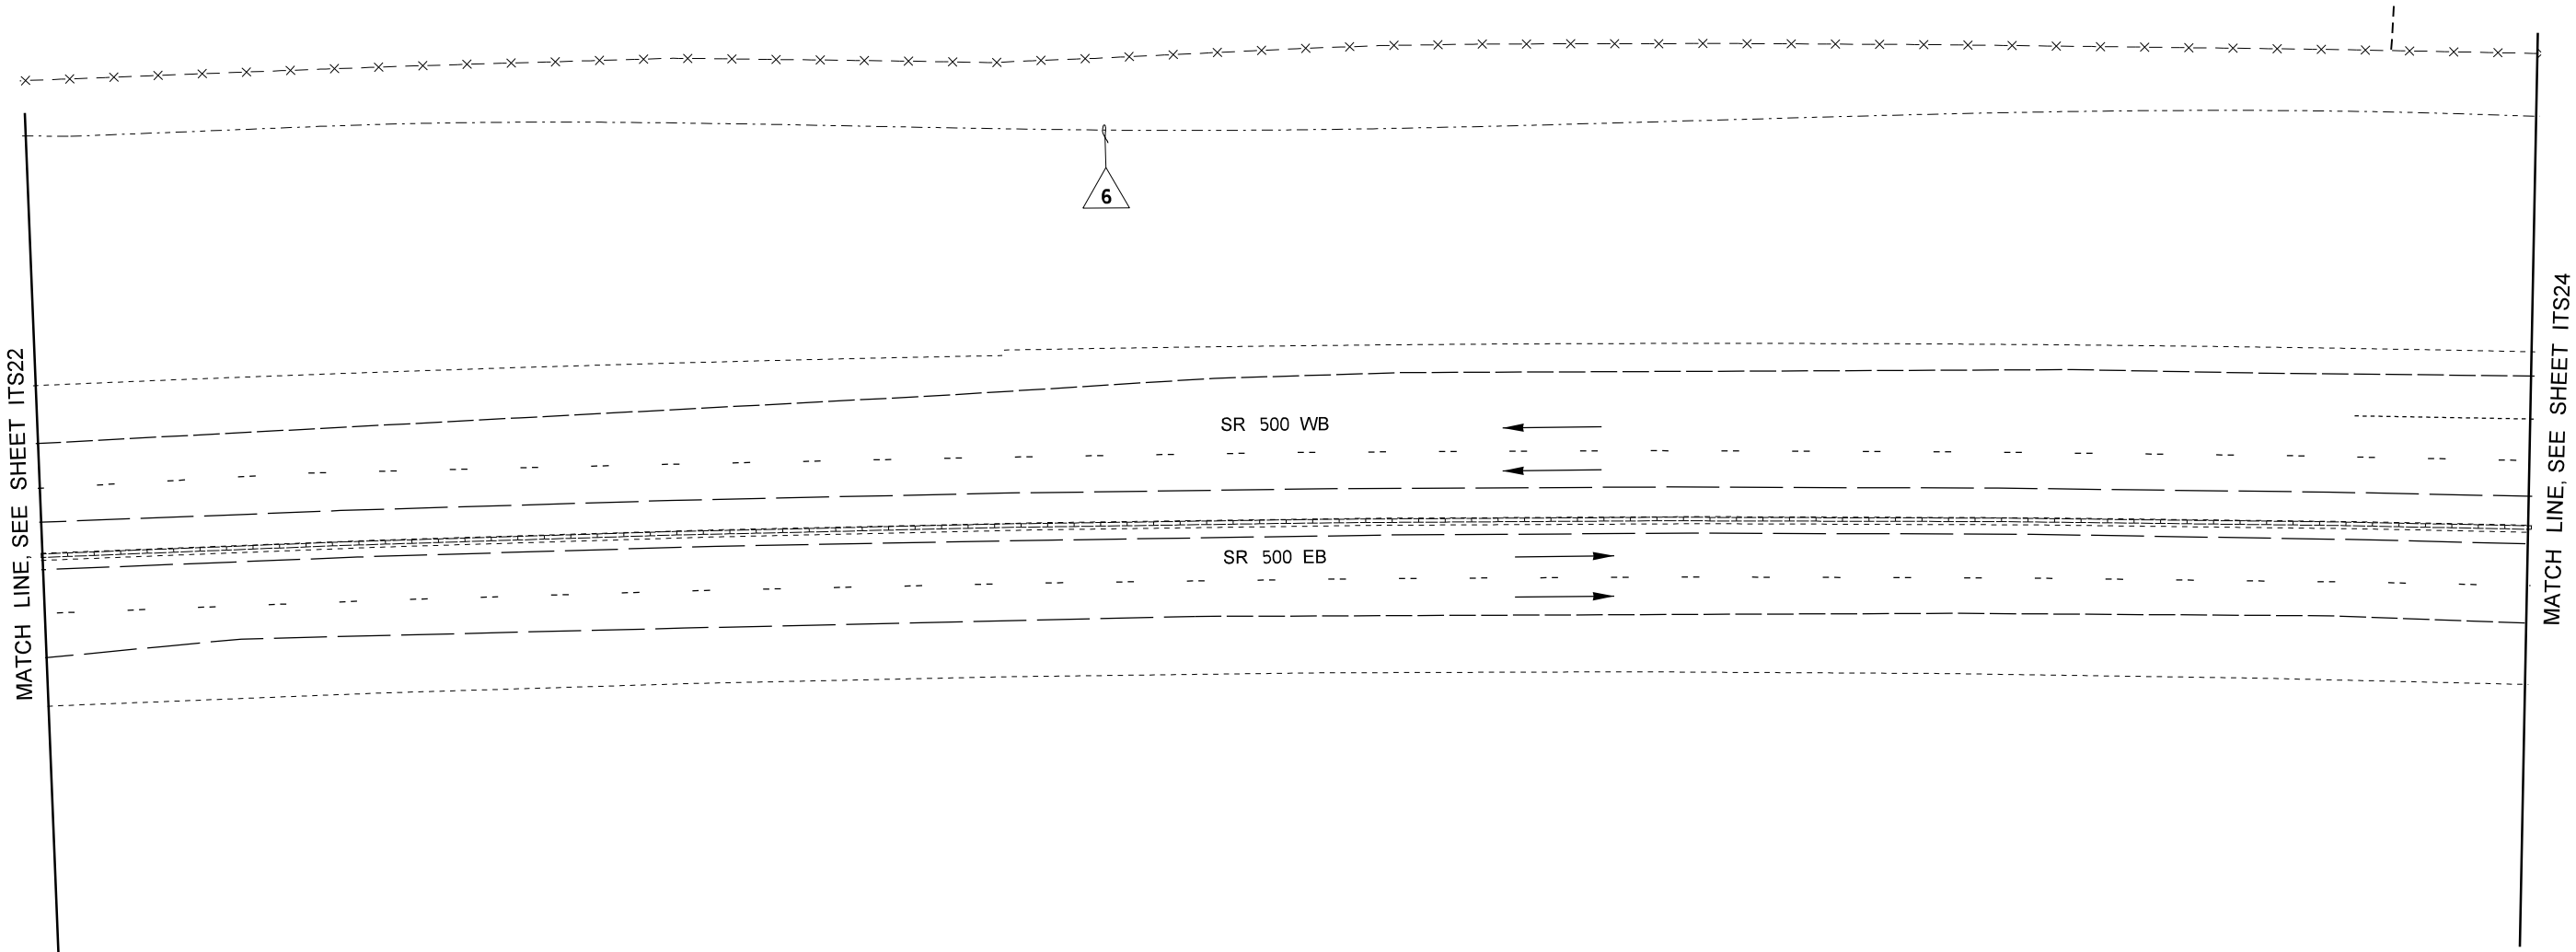 6
MATCH LINE, SEE SHEET ITS22
SR 500 WB
SR 500 EB
MATCH LINE, SEE SHEET ITS24